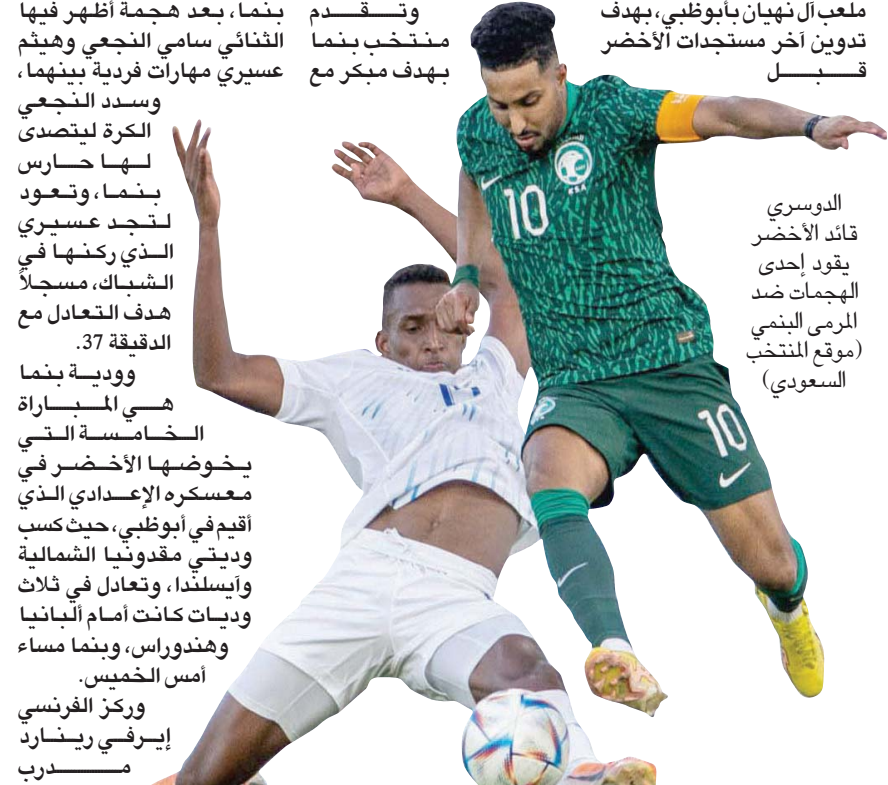 ملعب آل نهيان بأبوظبي، بهدف
تدوين آخر مستجدات الأخضر
قبل
وتقدم
منتخب بنما
بهدف مبكر مع
بنما، بعد هجمة أظهر فيها
الثنائي سامي النجعي وهيثم
عسيري مهارات فردية بينهما،
وسدد النجعي
الكرة ليتصدى
لها حارس
بنما، وتعود
لتجد عسيري
الذي ركنها في
الشباك، مسجلاً
هدف التعادل مع
الدقيقة 37.
وودية بنما
هي المباراة
الخامسة التي
يخوضها الأخضر في
معسكره الإعدادي الذي
أقيم في أبوظبي، حيث كسب
وديتي مقدونيا الشمالية
وآيسلندا، وتعادل في ثلاث
وديات كانت أمام ألبانيا
وهندوراس، وبنما مساء
أمس الخميس.
وركز الفرنسي
إيرفي رينارد
مدرب
الدوسري
قائد الأخضر
يقود إحدى
الهجمات ضد
المرمى البنمي
(موقع المنتخب
السعودي)
10
KSA
10